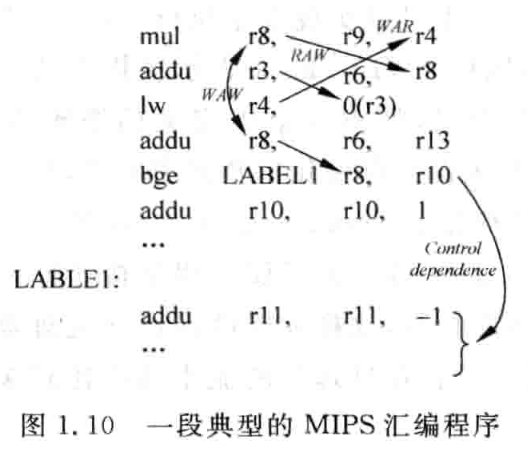 mul r8, r9, WAR r4
RAW
addu r3, r6, r8
WAW
lw r4, 0(r3)
addu r8, r6, r13
bge LABEL1 r8, r10
addu r10, r10, 1
...
Control
dependence
LABLE1:
addu r11, r11, -1
...
图 1.10 一段典型的 MIPS 汇编程序